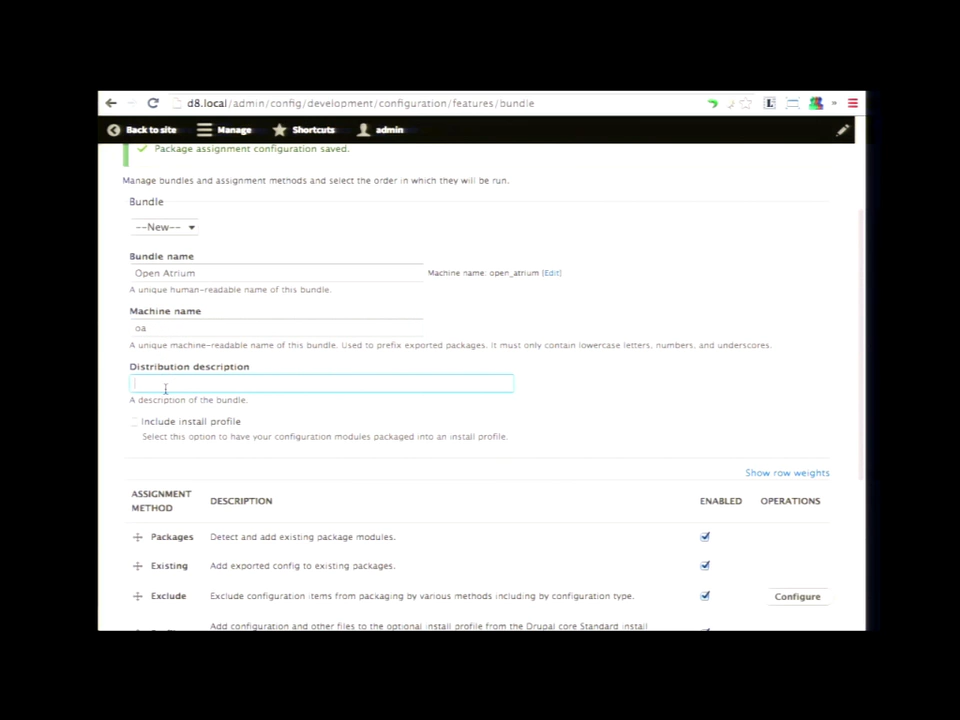 d8.local/admin/config/development/configuration/features/bundle
Back to site Manage Shortcuts admin
Package assignment configuration saved.
Manage bundles and assignment methods and select the order in which they will be run.
Bundle
--New--
Bundle name
Open Atrium Machine name: open_atrium [Edit]
A unique human-readable name of this bundle.
Machine name
oa
A unique machine-readable name of this bundle. Used to prefix exported packages. It must only contain lowercase letters, numbers, and underscores.
Distribution description
A description of the bundle.
Include install profile
Select this option to have your configuration modules packaged into an install profile.
Show row weights
ASSIGNMENT
METHOD DESCRIPTION ENABLED OPERATIONS
Packages Detect and add existing package modules.
Existing Add exported config to existing packages.
Exclude Exclude configuration items from packaging by various methods including by configuration type. Configure
Add configuration and other files to the optional install profile from the Drupal core Standard install